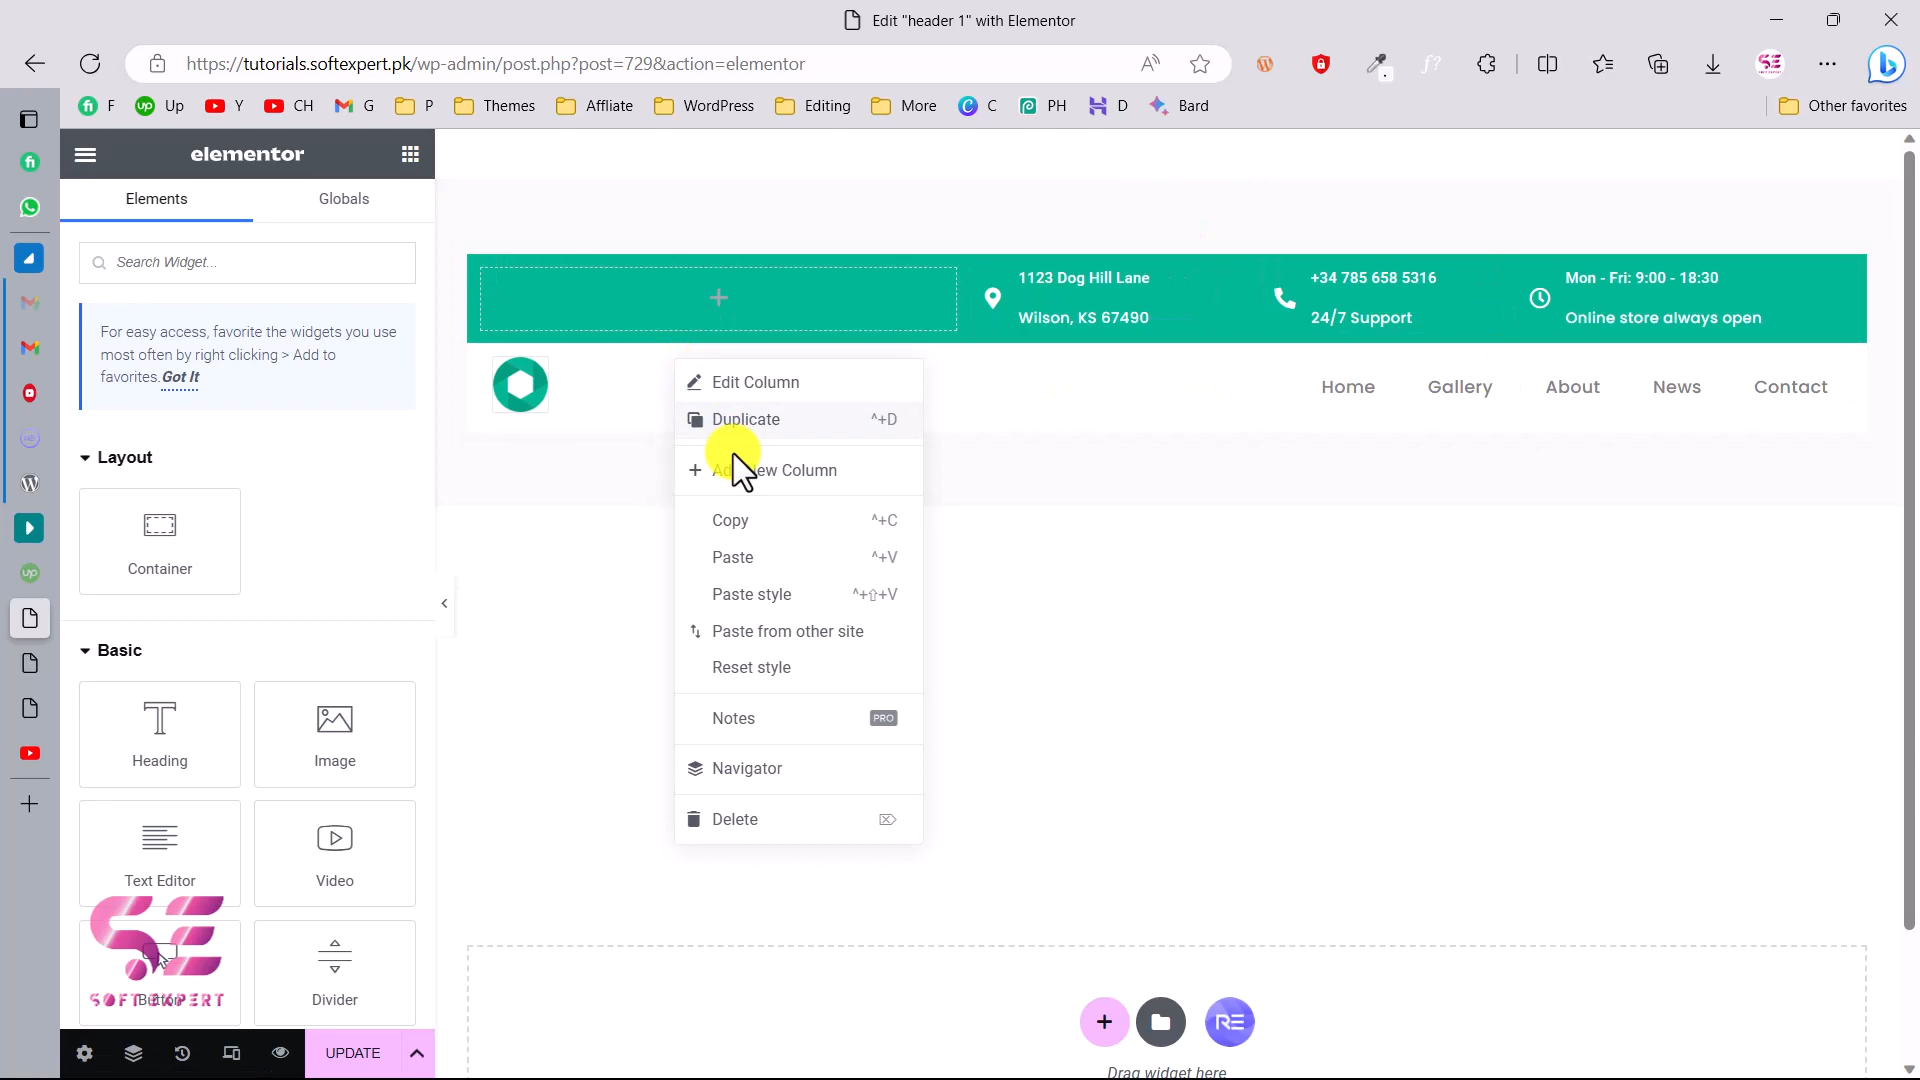 Edit "header 1" with Elementor
https://tutorials.softexpert.pk/wp-admin/post.php?post=729&action=elementor
F
Up
Y
CH
G
P
Themes
Affliate
WordPress
Editing
More
C
PH
D
Bard
Other favorites
elementor
Elements
Globals
Search Widget...
For easy access, favorite the widgets you use
most often by right clicking > Add to
favorites. Got It
Layout
Container
Basic
Heading
Image
Text Editor
Video
Button
SOFT EXPERT
Divider
UPDATE
1123 Dog Hill Lane
Wilson, KS 67490
+34 785 658 5316
24/7 Support
Mon - Fri: 9:00 - 18:30
Online store always open
Home
Gallery
About
News
Contact
Edit Column
Duplicate ^+D
Add New Column
Copy ^+C
Paste ^+V
Paste style ^+⇧+V
Paste from other site
Reset style
Notes PRO
Navigator
Delete
Drag widget here